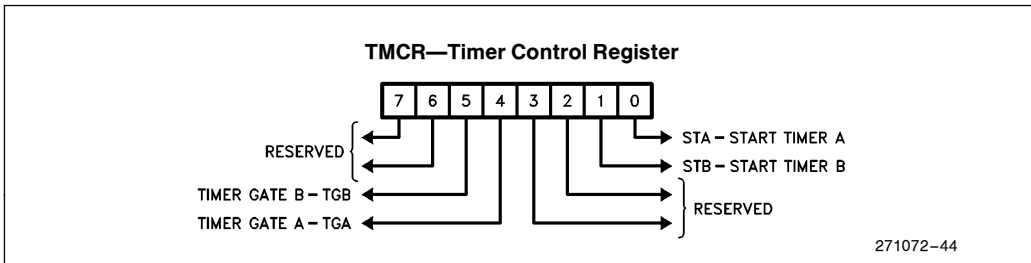 TMCR—Timer Control Register
7 6 5 4 3 2 1 0
RESERVED
TIMER GATE B – TGB
TIMER GATE A – TGA
STA – START TIMER A
STB – START TIMER B
RESERVED
271072–44